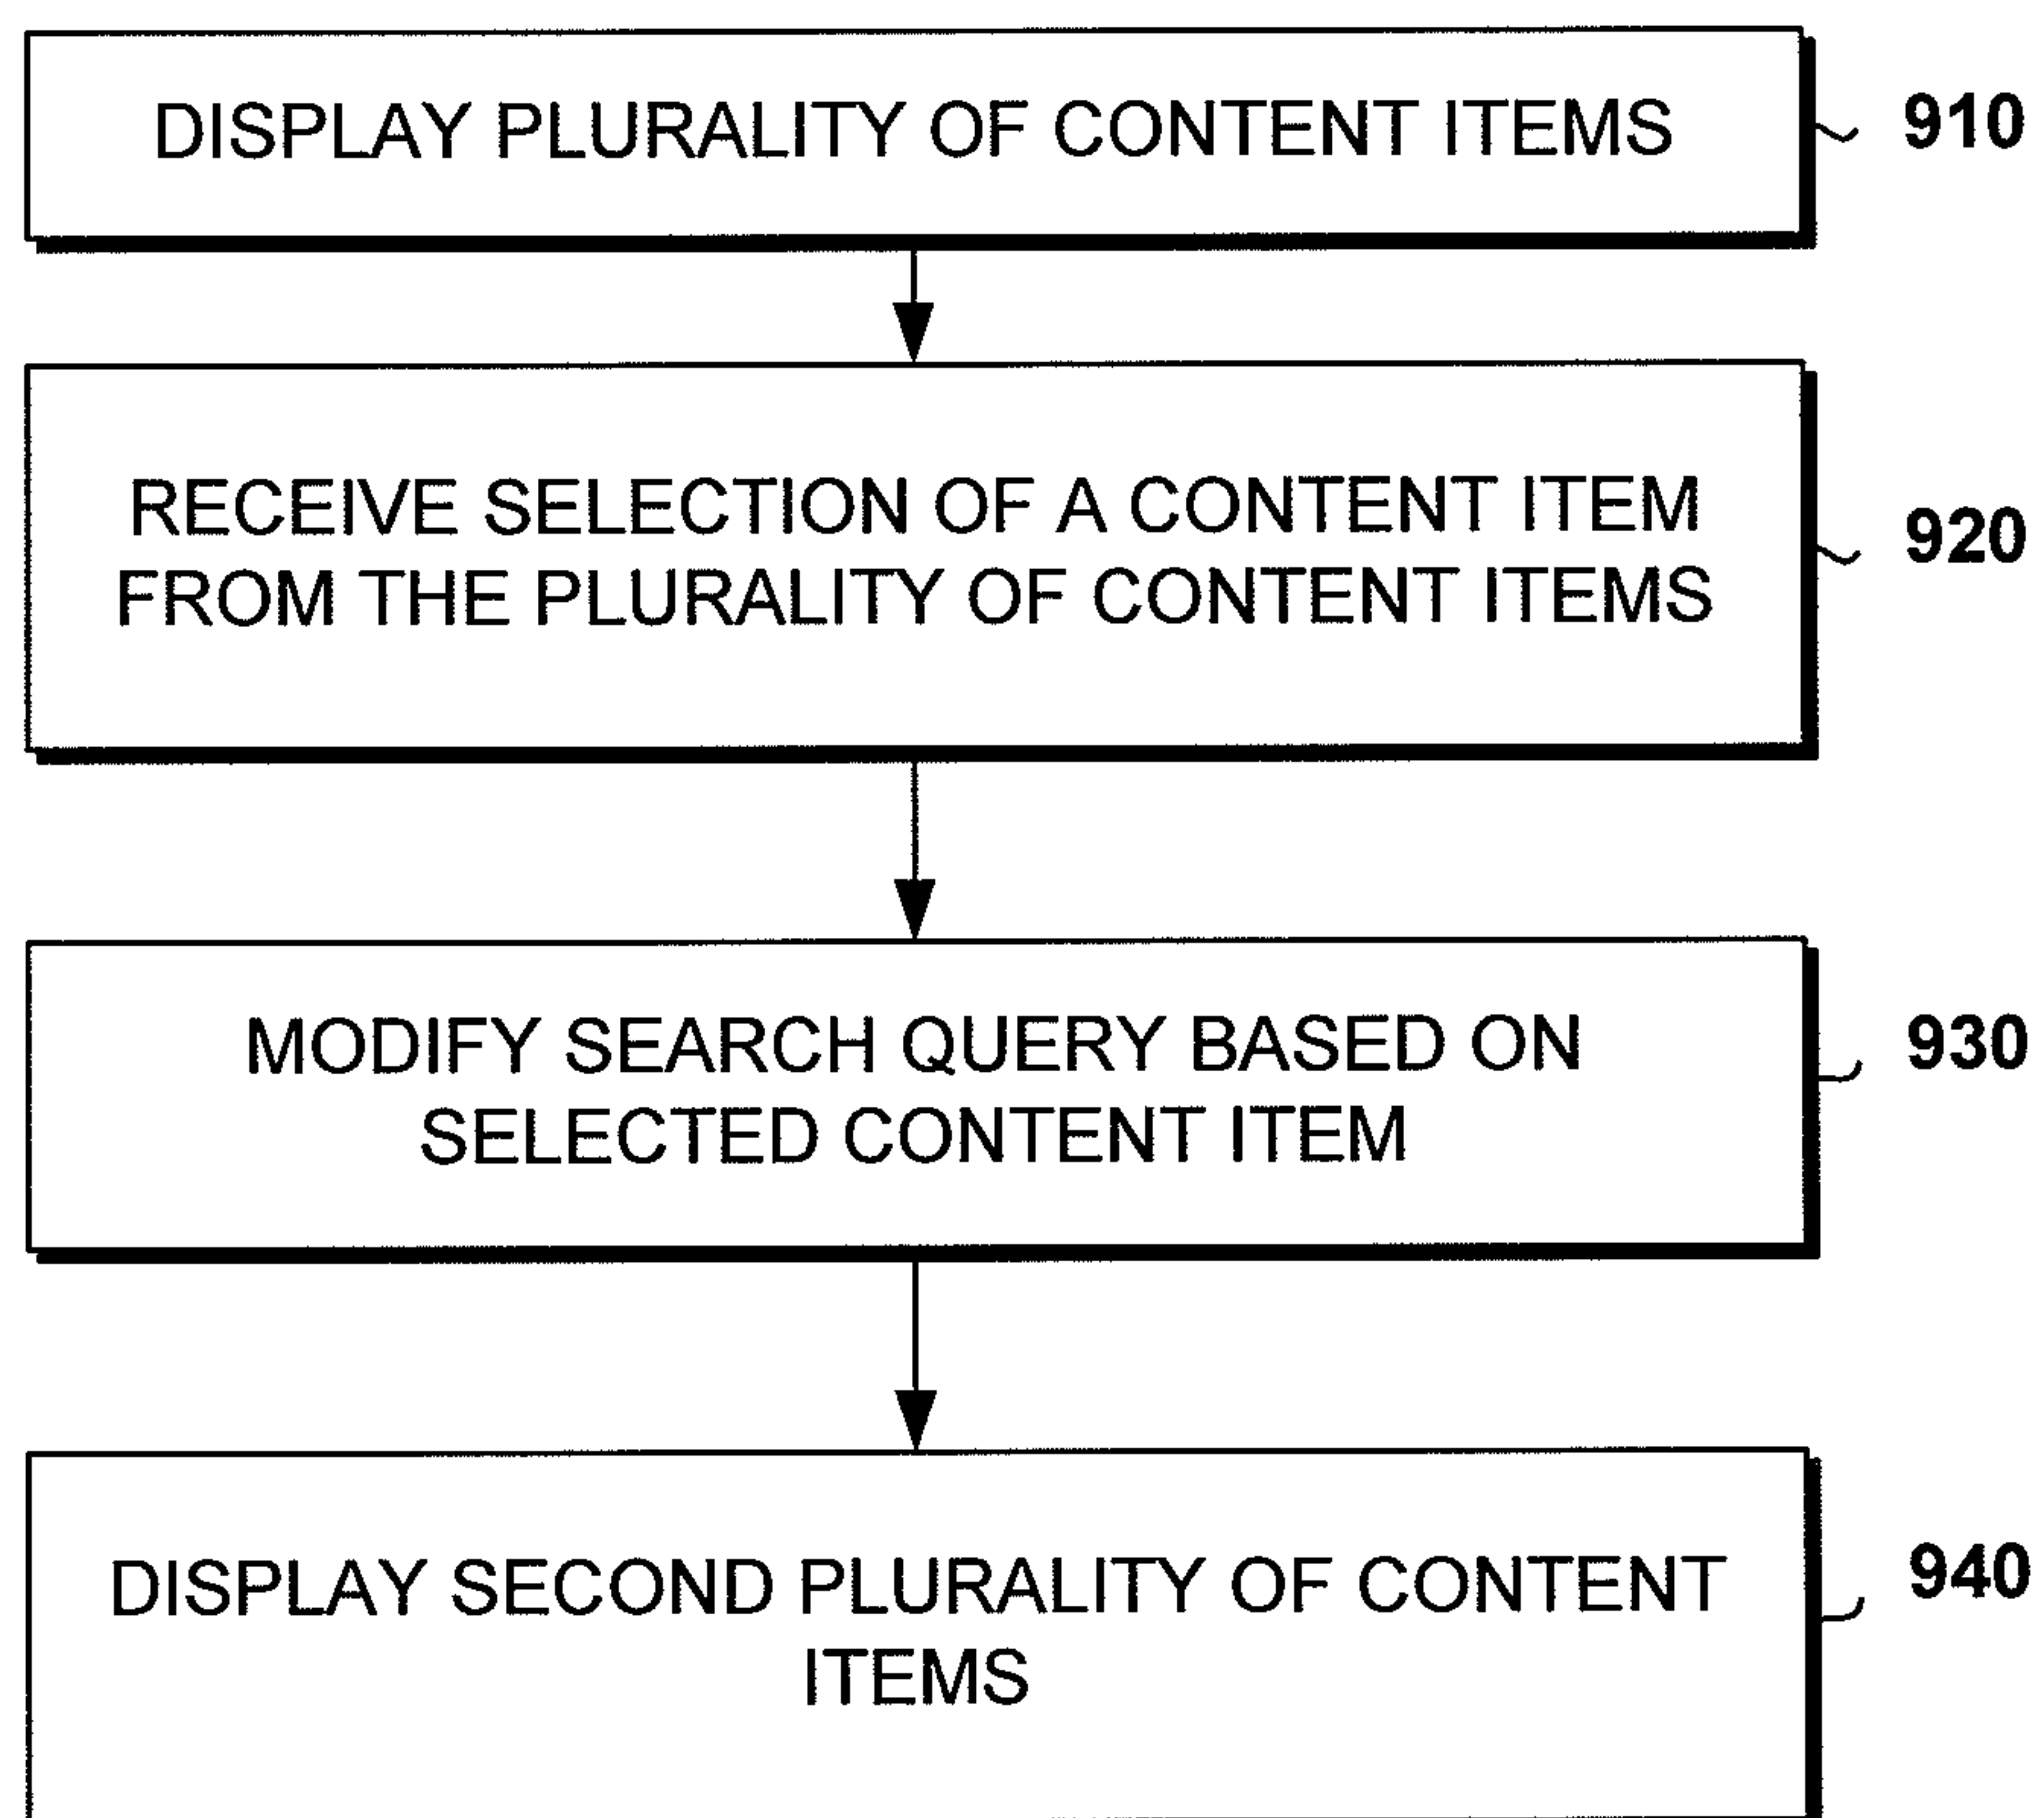 DISPLAY PLURALITY OF CONTENT ITEMS
910
RECEIVE SELECTION OF A CONTENT ITEM
FROM THE PLURALITY OF CONTENT ITEMS
920
MODIFY SEARCH QUERY BASED ON
SELECTED CONTENT ITEM
930
DISPLAY SECOND PLURALITY OF CONTENT
ITEMS
940